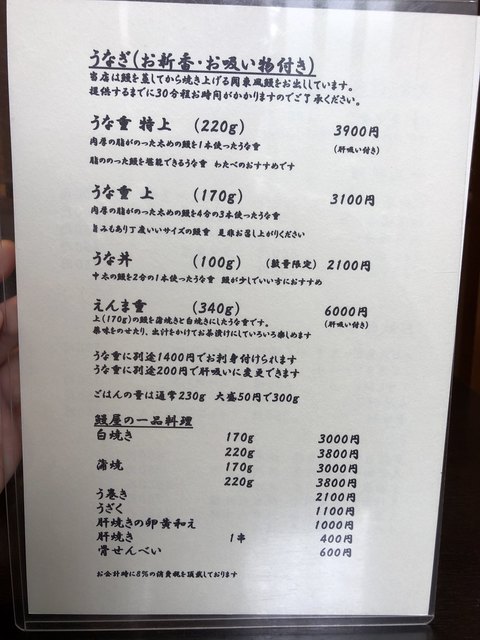 うなぎ(お新香・お吸い物付き)
当店は鰻を蒸してから焼き上げる関東風鰻をお出ししています。
提供するまでに30分程お時間がかかりますのでご了承ください。
うな重 特上 (220g) 3900円
肉厚の脂がのった太めの鰻を1本使ったうな重 (肝吸い付き)
脂ののった鰻を堪能できるうな重 わたべのおすすめです
うな重 上 (170g) 3100円
肉厚の脂がのった太めの鰻を4分の3本使ったうな重
旨みもあり丁度いいサイズの鰻重 是非お召し上がりください
うな丼 (100g) (数量限定) 2100円
中太の鰻を2分の1本使ったうな重 鰻が少しでいい方におすすめ
えんま重 (340g) 6000円
上(170g)の鰻を蒲焼きと白焼きにしたうな重です。 (肝吸い付き)
薬味をのせたり、出汁をかけてお茶漬けにしていろいろ楽しめます
うな重に別途1400円でお刺身付けられます
うな重に別途200円で肝吸いに変更できます
ごはんの量は通常230g 大盛50円で300g
鰻屋の一品料理
白焼き 170g 3000円
220g 3800円
蒲焼 170g 3000円
220g 3800円
う巻き 2100円
うざく 1100円
肝焼きの卵黄和え 1000円
肝焼き 1串 400円
骨せんべい 600円
お会計時に8%の消費税を頂戴しております